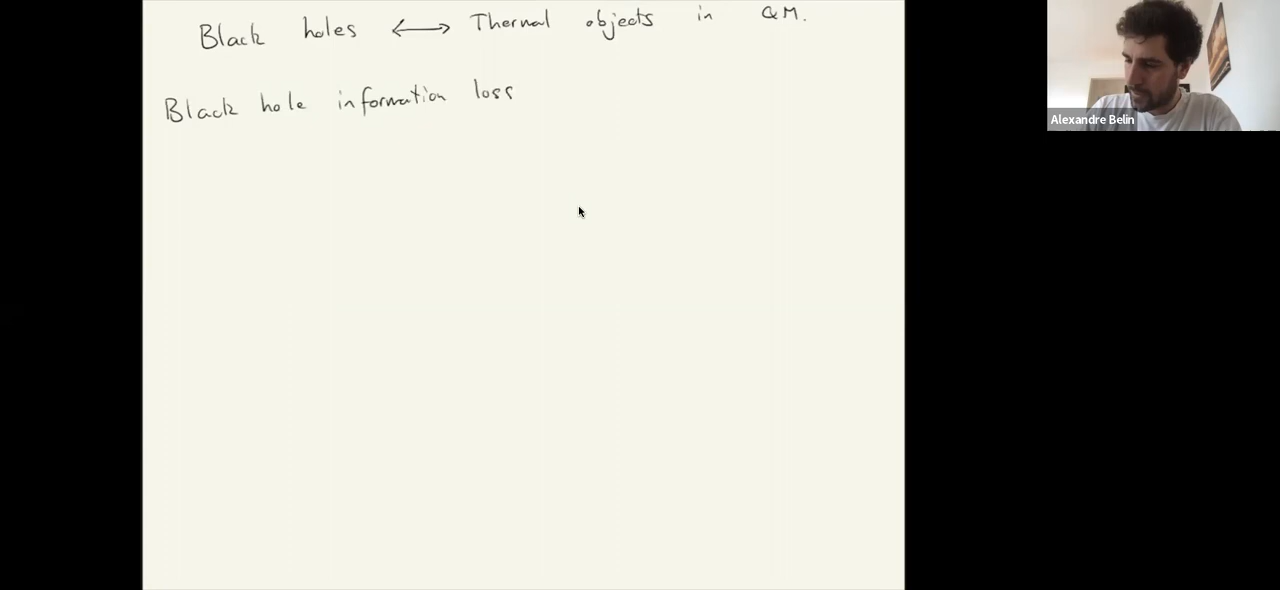 Black holes ⟷ Thermal objects in QM.
Black hole information loss
Alexandre Belin